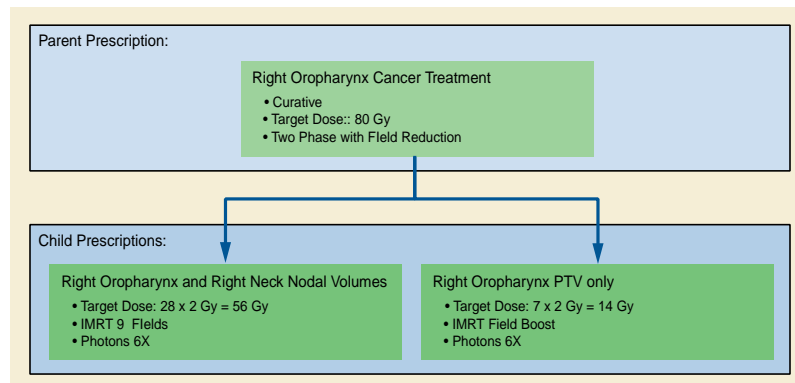 Parent Prescription:
Right Oropharynx Cancer Treatment
• Curative
• Target Dose:: 80 Gy
• Two Phase with FIeld Reduction
Child Prescriptions:
Right Oropharynx and Right Neck Nodal Volumes
• Target Dose: 28 x 2 Gy = 56 Gy
• IMRT 9 FIelds
• Photons 6X
Right Oropharynx PTV only
• Target Dose: 7 x 2 Gy = 14 Gy
• IMRT Field Boost
• Photons 6X